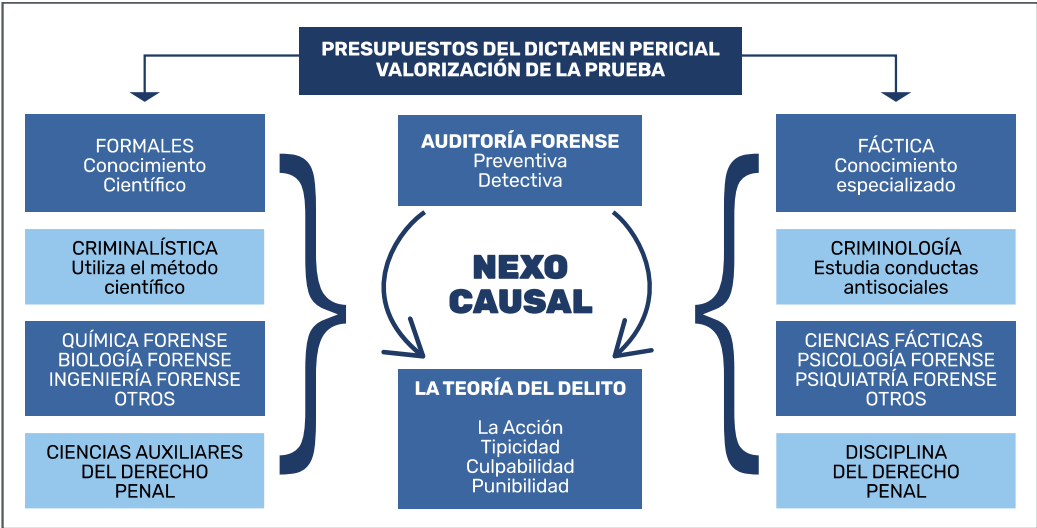 PRESUPUESTOS DEL DICTAMEN PERICIAL
VALORIZACIÓN DE LA PRUEBA
FORMALES
Conocimiento
Científico
CRIMINALÍSTICA
Utiliza el método
científico
QUÍMICA FORENSE
BIOLOGÍA FORENSE
INGENIERÍA FORENSE
OTROS
CIENCIAS AUXILIARES
DEL DERECHO
PENAL
AUDITORÍA FORENSE
Preventiva
Detectiva
NEXO
CAUSAL
LA TEORÍA DEL DELITO
La Acción
Tipicidad
Culpabilidad
Punibilidad
FÁCTICA
Conocimiento
especializado
CRIMINOLOGÍA
Estudia conductas
antisociales
CIENCIAS FÁCTICAS
PSICOLOGÍA FORENSE
PSIQUIATRÍA FORENSE
OTROS
DISCIPLINA
DEL DERECHO
PENAL